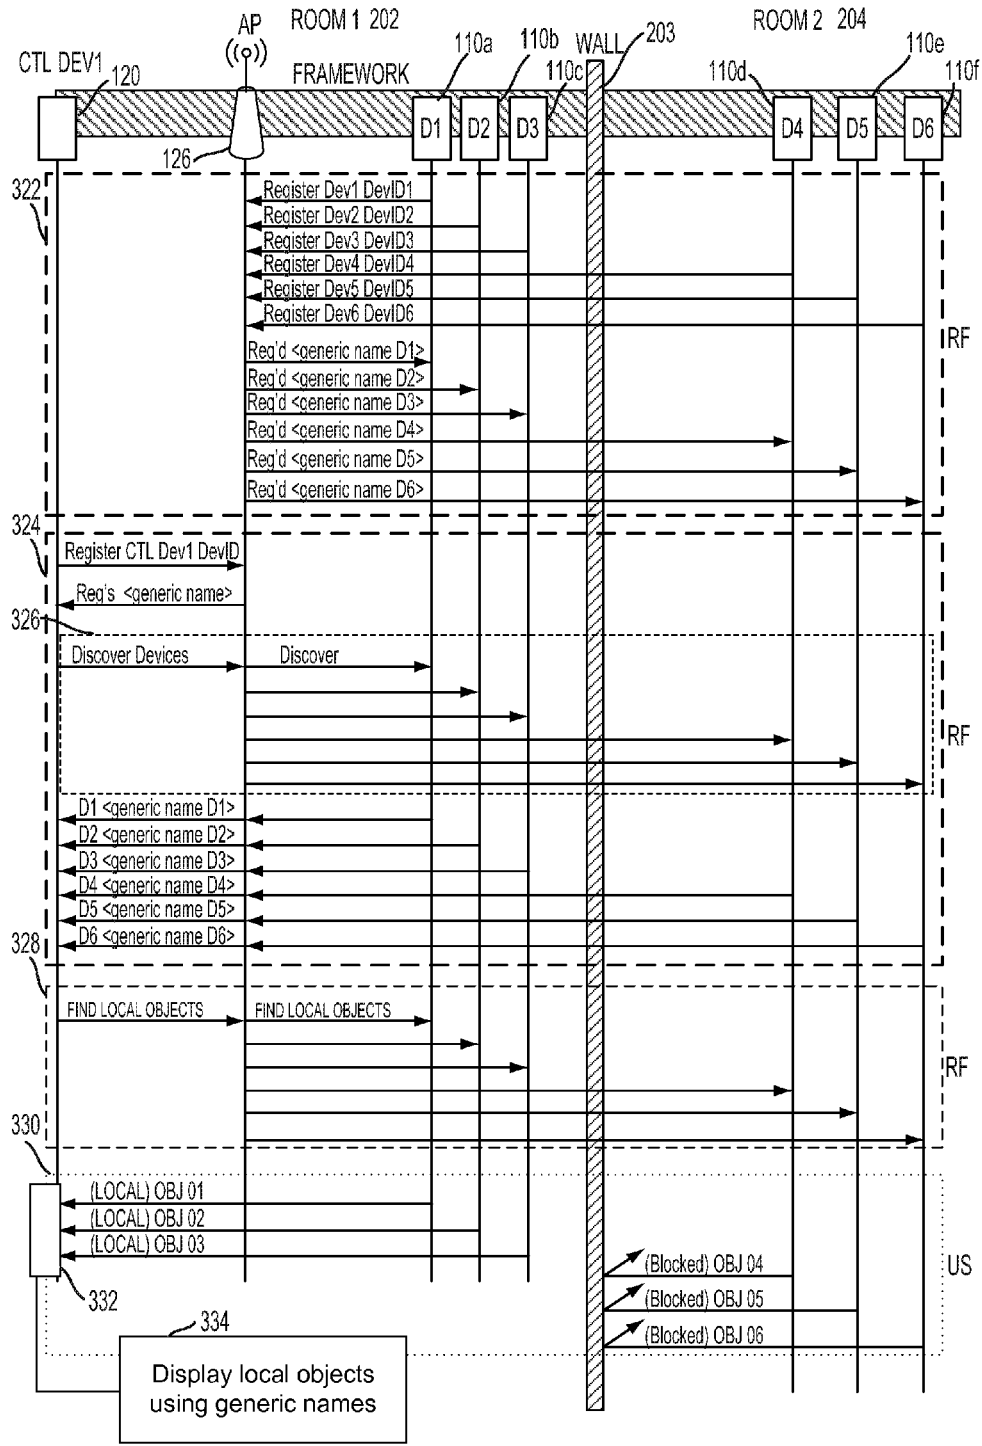 AP ROOM 1 202 ROOM 2 204
CTL DEV1 120 FRAMEWORK 110a 110b 110c WALL 203 110d 110e 110f
D1 D2 D3 D4 D5 D6
126
322
Register Dev1 DevID1
Register Dev2 DevID2
Register Dev3 DevID3
Register Dev4 DevID4
Register Dev5 DevID5
Register Dev6 DevID6
RF
Reg'd <generic name D1>
Reg'd <generic name D2>
Reg'd <generic name D3>
Reg'd <generic name D4>
Reg'd <generic name D5>
Reg'd <generic name D6>
324
Register CTL Dev1 DevID
Reg's <generic name>
326
Discover Devices Discover
RF
D1 <generic name D1>
D2 <generic name D2>
D3 <generic name D3>
D4 <generic name D4>
D5 <generic name D5>
D6 <generic name D6>
328
FIND LOCAL OBJECTS FIND LOCAL OBJECTS
RF
330
(LOCAL) OBJ 01
(LOCAL) OBJ 02
(LOCAL) OBJ 03
(Blocked) OBJ 04
US
(Blocked) OBJ 05
(Blocked) OBJ 06
332
334
Display local objects
using generic names